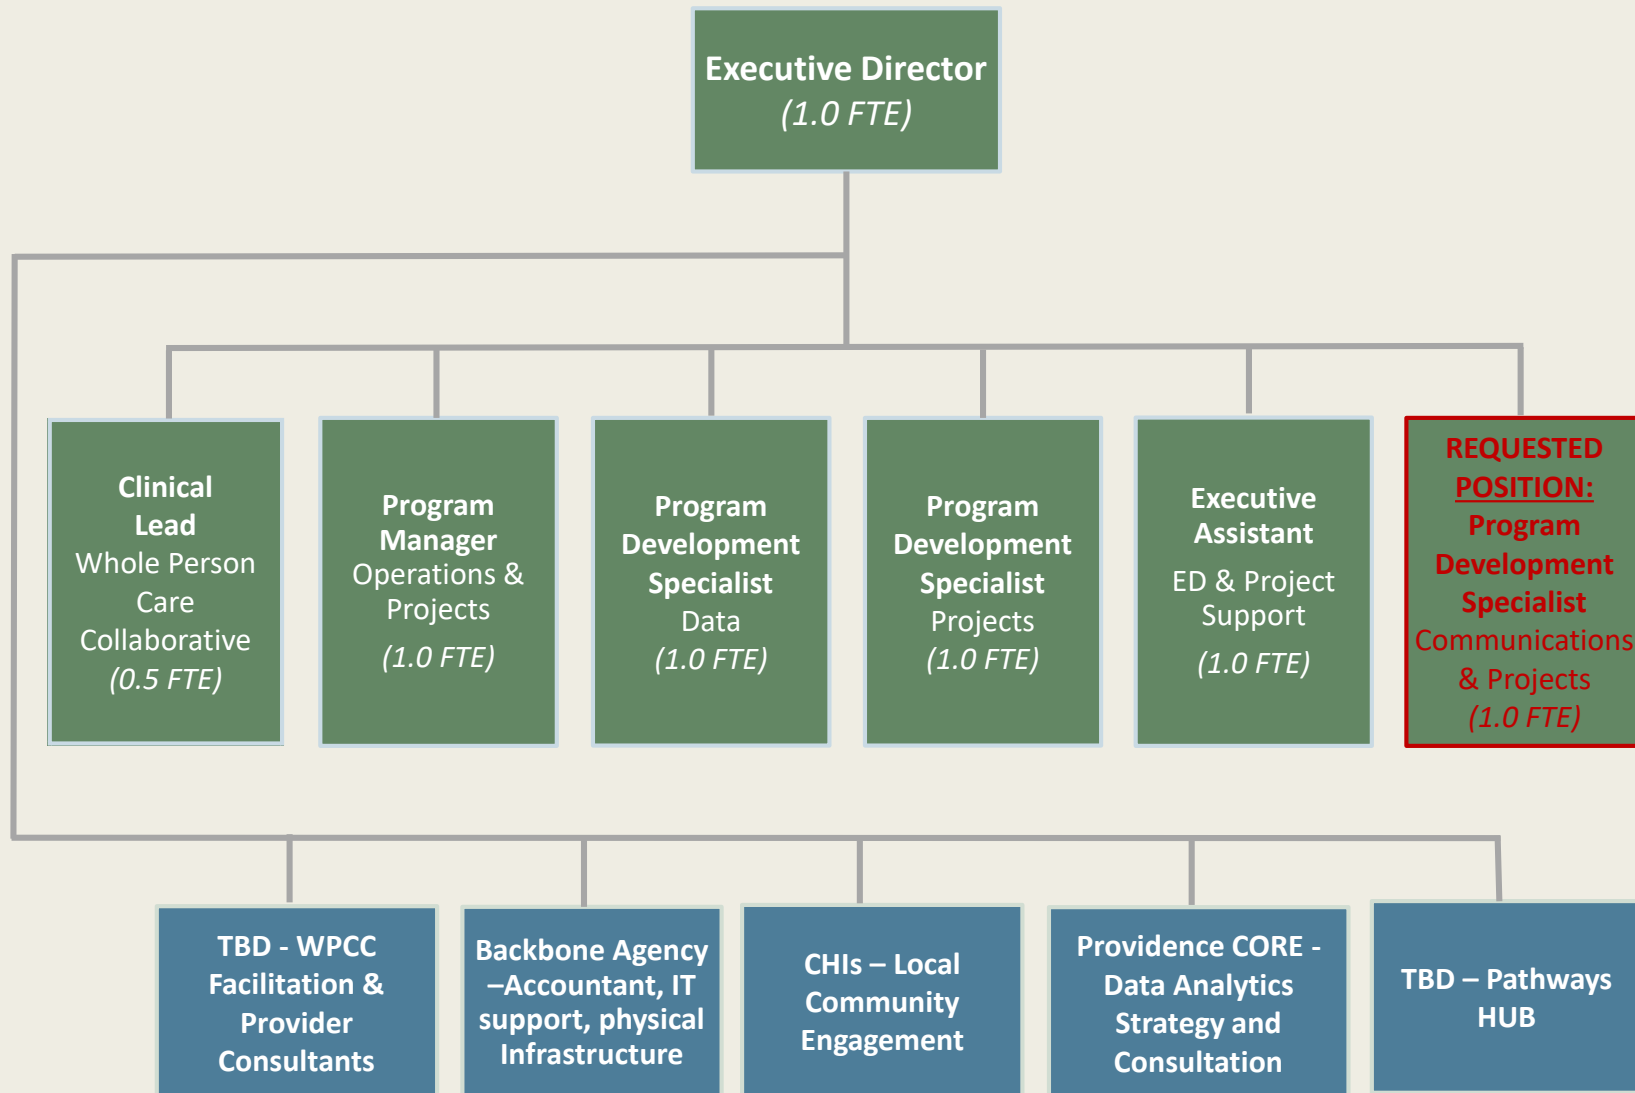 Executive Director
(1.0 FTE)
Clinical
Lead
Whole Person
Care
Collaborative
(0.5 FTE)
Program
Manager
Operations &
Projects
(1.0 FTE)
Program
Development
Specialist
Data
(1.0 FTE)
Program
Development
Specialist
Projects
(1.0 FTE)
Executive
Assistant
ED & Project
Support
(1.0 FTE)
REQUESTED
POSITION:
Program
Development
Specialist
Communications
& Projects
(1.0 FTE)
TBD - WPCC
Facilitation &
Provider
Consultants
Backbone Agency
–Accountant, IT
support, physical
Infrastructure
CHIs – Local
Community
Engagement
Providence CORE -
Data Analytics
Strategy and
Consultation
TBD – Pathways
HUB